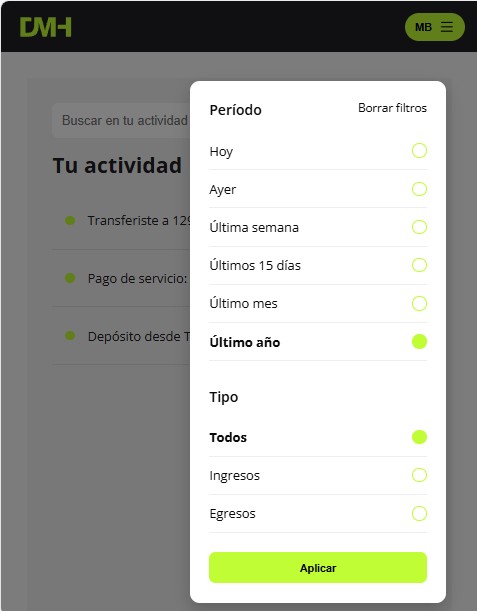 DMH
MB
Buscar en tu actividad
Tu actividad
Transferiste a 129
Pago de servicio:
Depósito desde T
Período
Borrar filtros
Hoy
Ayer
Última semana
Últimos 15 días
Último mes
Último año
Tipo
Todos
Ingresos
Egresos
Aplicar